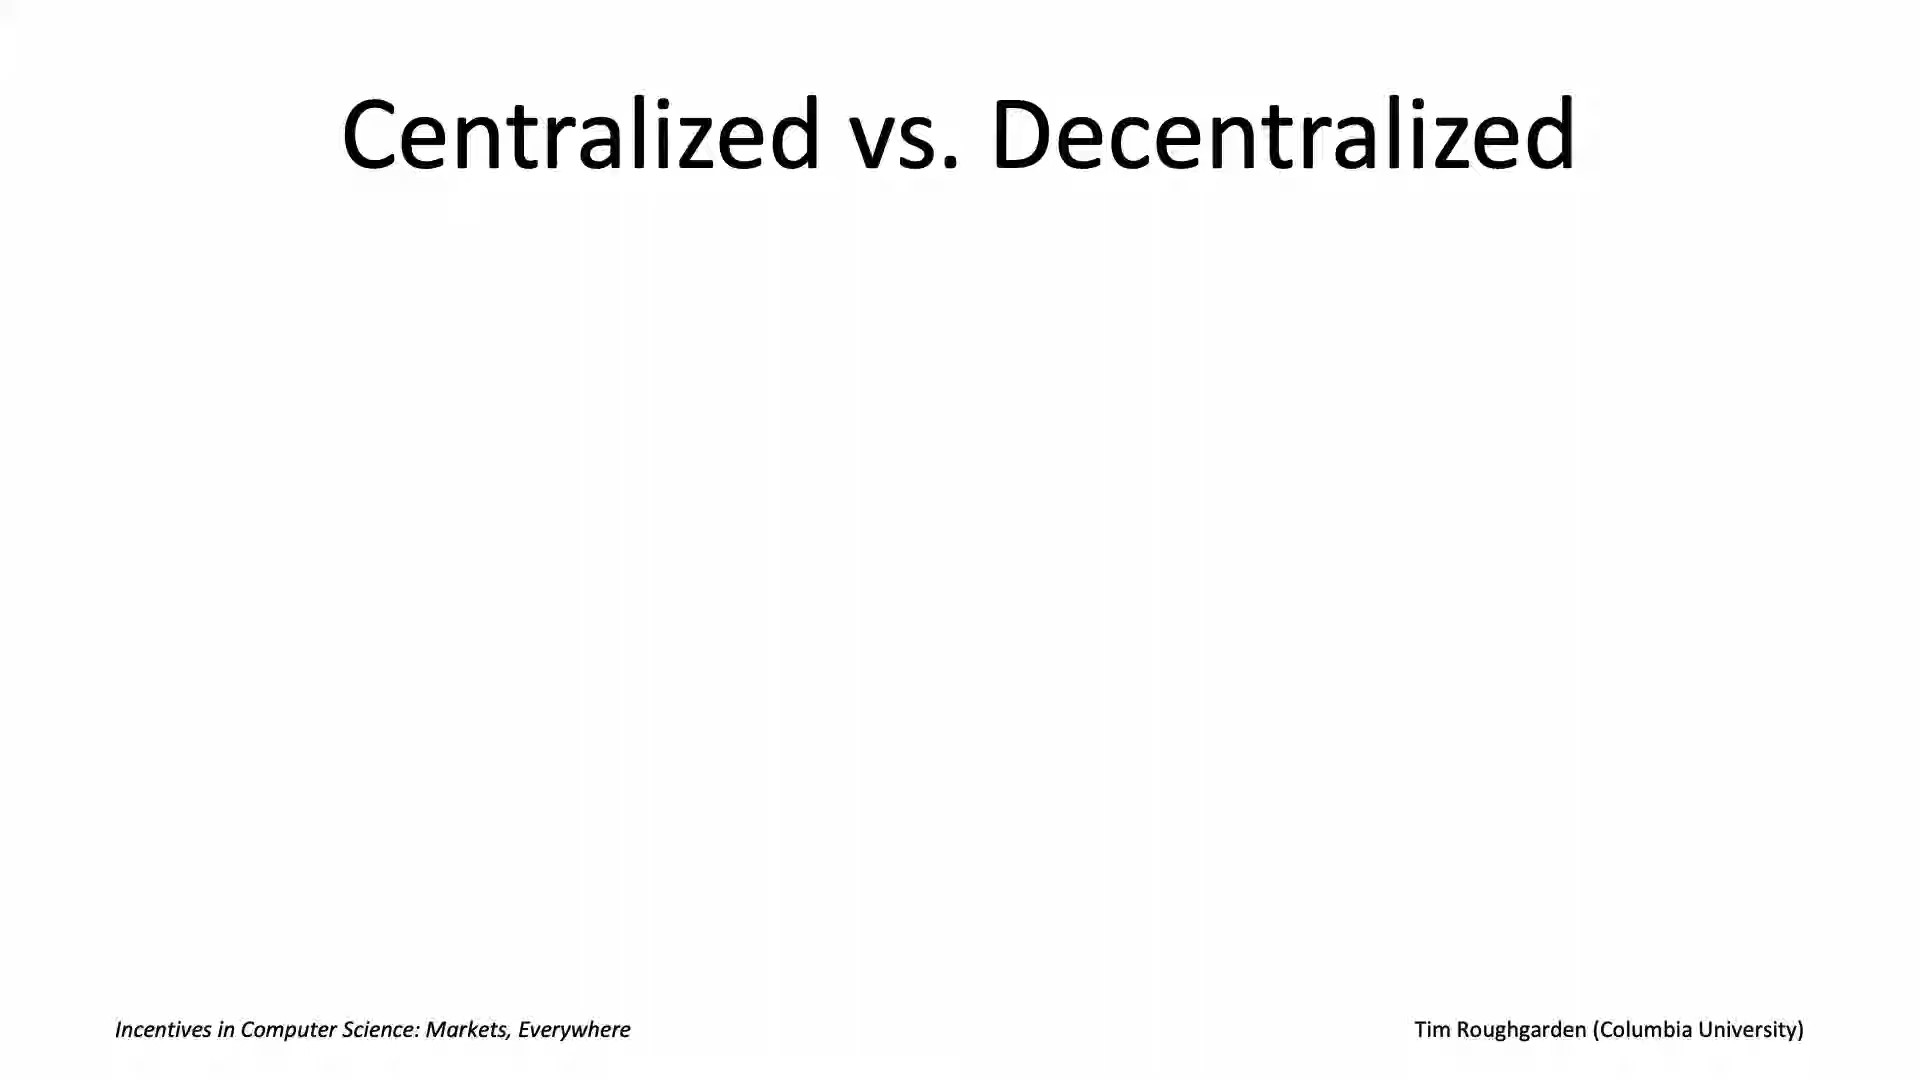 Centralized vs. Decentralized
Incentives in Computer Science: Markets, Everywhere
Tim Roughgarden (Columbia University)